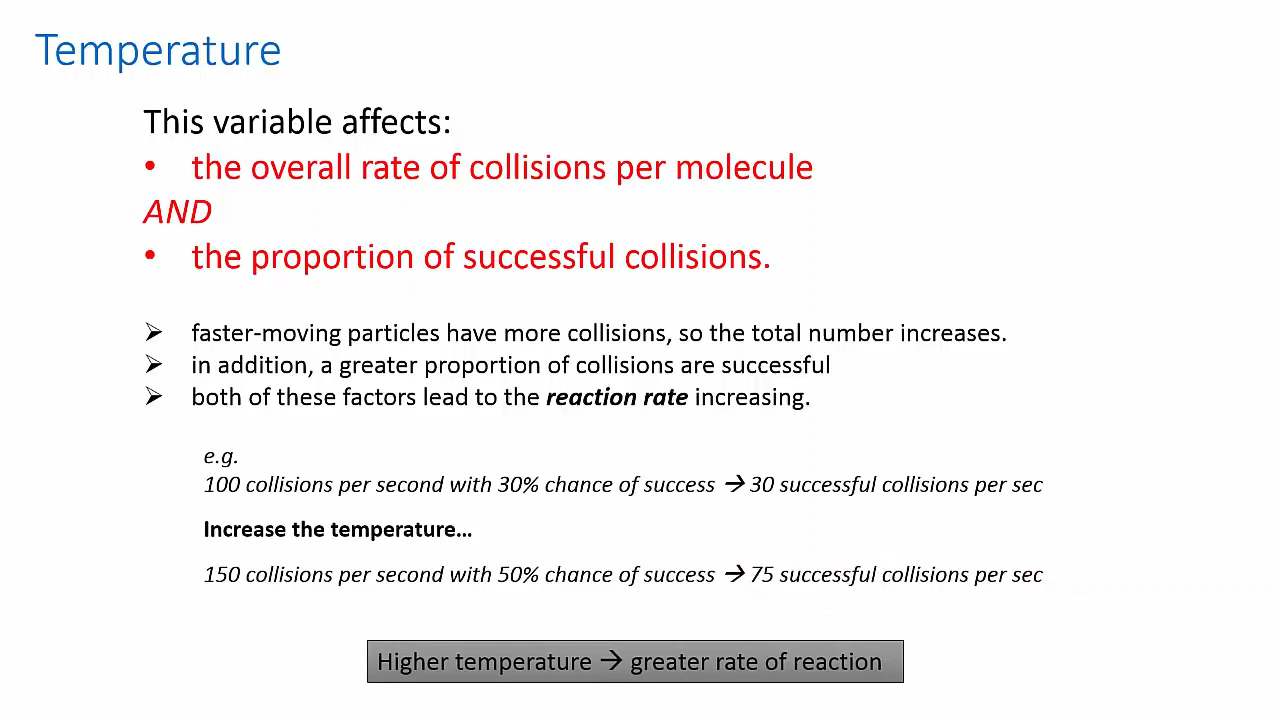 Temperature
This variable affects:
• the overall rate of collisions per molecule
AND
• the proportion of successful collisions.
➢ faster-moving particles have more collisions, so the total number increases.
➢ in addition, a greater proportion of collisions are successful
➢ both of these factors lead to the reaction rate increasing.
e.g.
100 collisions per second with 30% chance of success → 30 successful collisions per sec
Increase the temperature…
150 collisions per second with 50% chance of success → 75 successful collisions per sec
Higher temperature → greater rate of reaction